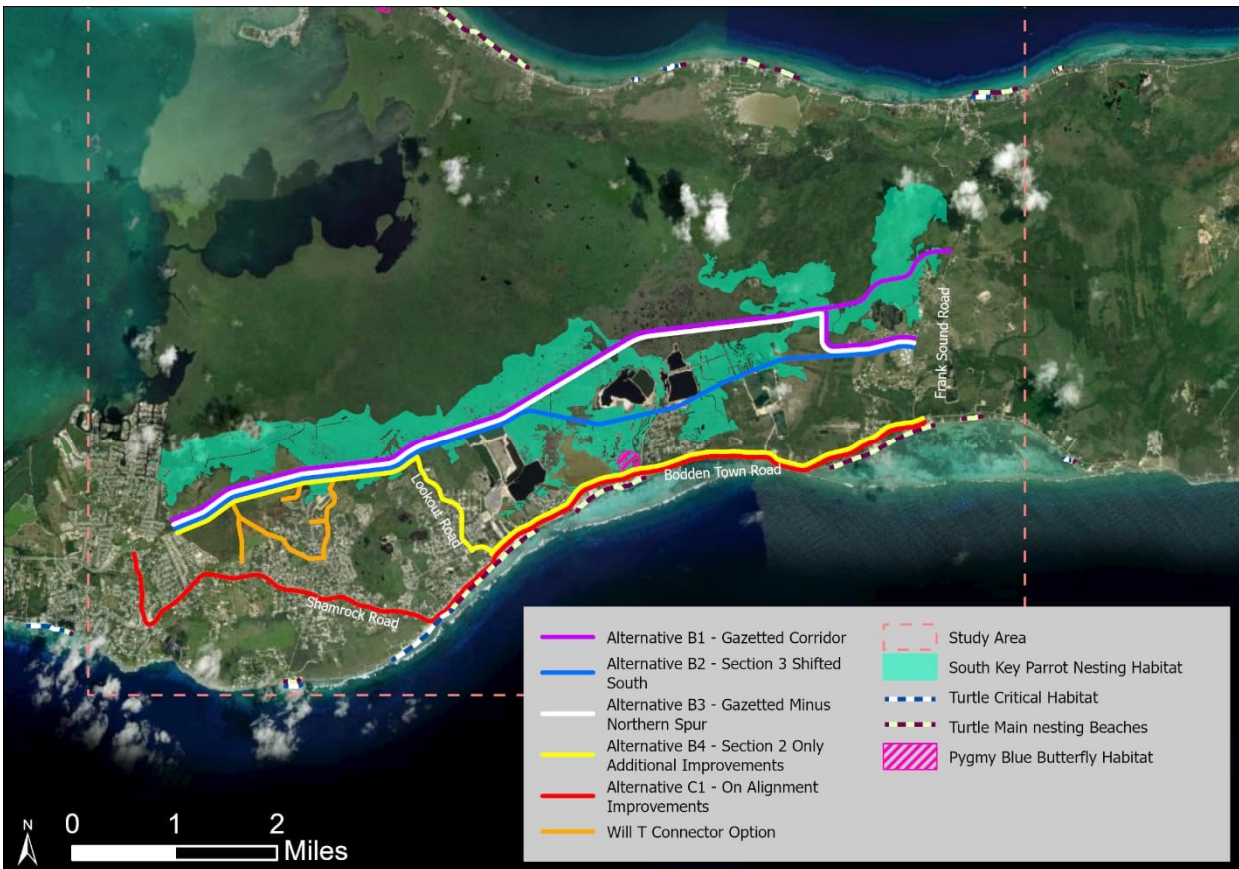 Frank Sound Road
Lookout Road
Bodden Town Road
Shamrock Road
N
0 1 2
Miles
Alternative B1 - Gazetted Corridor
Alternative B2 - Section 3 Shifted
South
Alternative B3 - Gazetted Minus
Northern Spur
Alternative B4 - Section 2 Only
Additional Improvements
Alternative C1 - On Alignment
Improvements
Will T Connector Option
Study Area
South Key Parrot Nesting Habitat
Turtle Critical Habitat
Turtle Main nesting Beaches
Pygmy Blue Butterfly Habitat